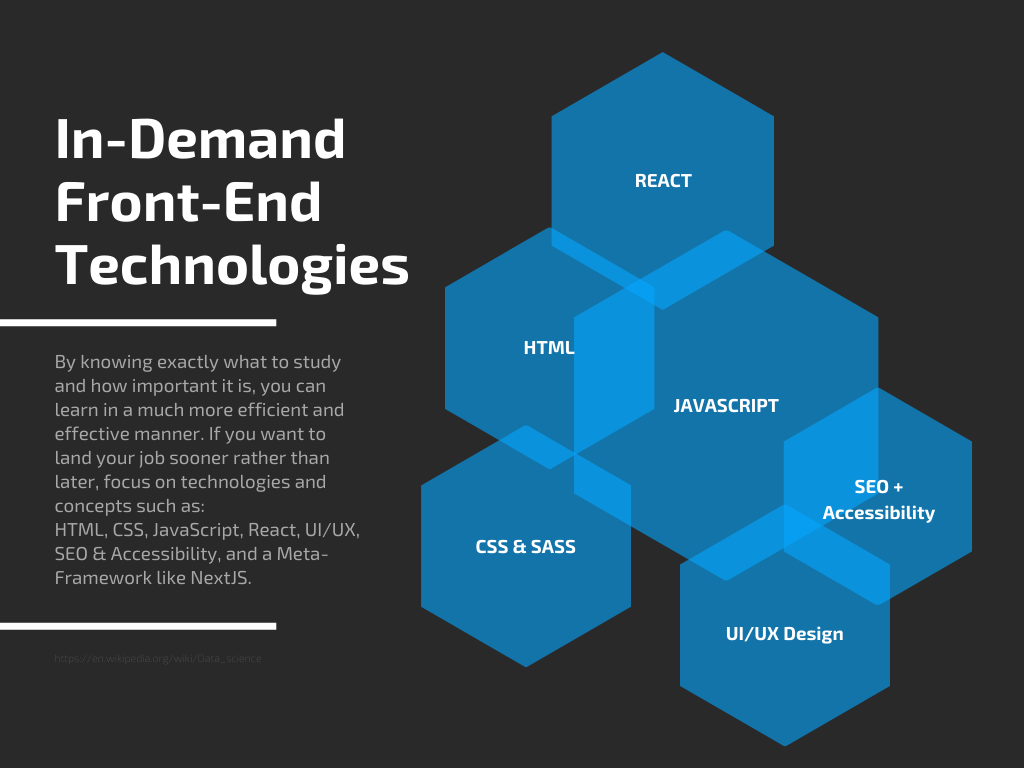 In-Demand
Front-End
Technologies
By knowing exactly what to study
and how important it is, you can
learn in a much more efficient and
effective manner. If you want to
land your job sooner rather than
later, focus on technologies and
concepts such as:
HTML, CSS, JavaScript, React, UI/UX,
SEO & Accessibility, and a Meta-
Framework like NextJS.
https://en.wikipedia.org/wiki/Data_science
REACT
HTML
JAVASCRIPT
SEO +
Accessibility
CSS & SASS
UI/UX Design